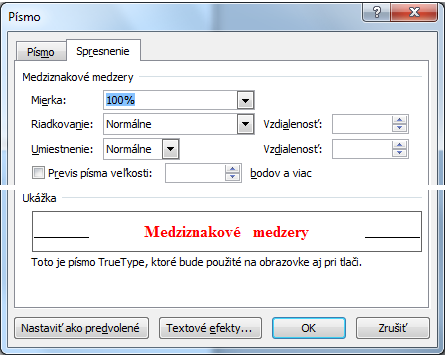 Písmo
Písmo Spresnenie
Medziznakové medzery
Mierka: 100%
Riadkovanie: Normálne Vzdialenosť:
Umiestnenie: Normálne Vzdialenosť:
Previs písma veľkosti: bodov a viac
Ukážka
Medziznakové medzery
Toto je písmo TrueType, ktoré bude použité na obrazovke aj pri tlači.
Nastaviť ako predvolené Textové efekty... OK Zrušiť